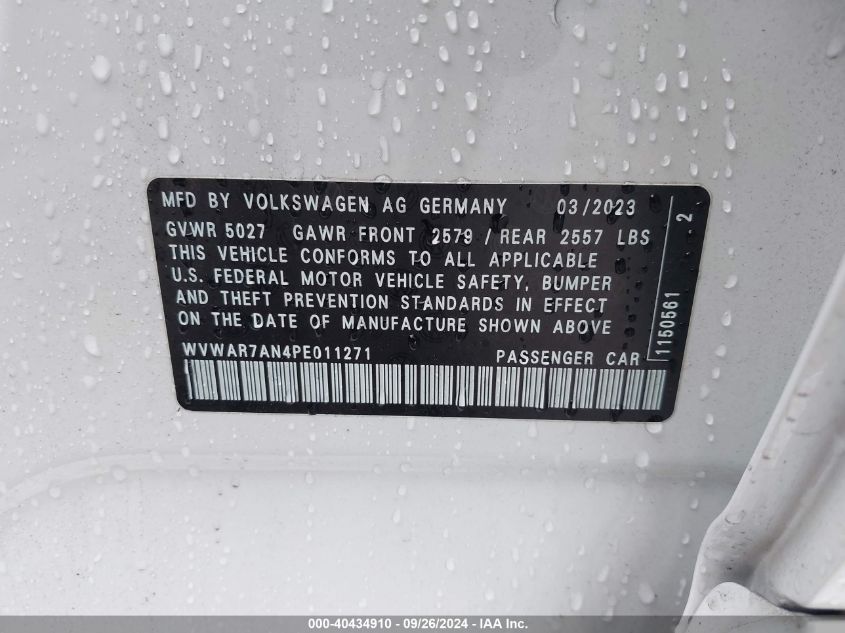 MFD BY VOLKSWAGEN AG GERMANY 03/2023
GVWR 5027 GAWR FRONT 2579 / REAR 2557 LBS
THIS VEHICLE CONFORMS TO ALL APPLICABLE
U.S. FEDERAL MOTOR VEHICLE SAFETY, BUMPER
AND THEFT PREVENTION STANDARDS IN EFFECT
ON THE DATE OF MANUFACTURE SHOWN ABOVE
WVWAR7AN4PE011271 PASSENGER CAR
1150561 2
000-40434910 - 09/26/2024 - IAA Inc.